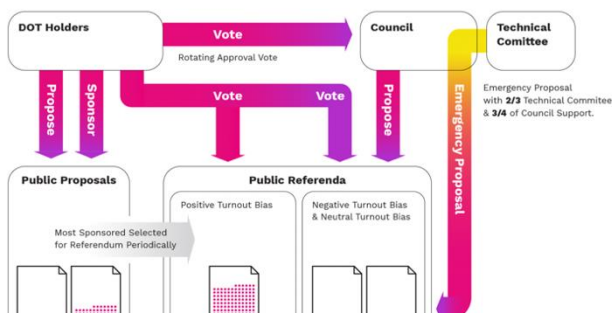 DOT Holders
Vote
Rotating Approval Vote
Council
Technical
Comittee
Propose
Sponsor
Vote
Vote
Propose
Emergency Proposal
Emergency Proposal
with 2/3 Technical Commitee
& 3/4 of Council Support.
Public Proposals
Public Referenda
Positive Turnout Bias
Negative Turnout Bias
& Neutral Turnout Bias
Most Sponsored Selected
for Referendum Periodically